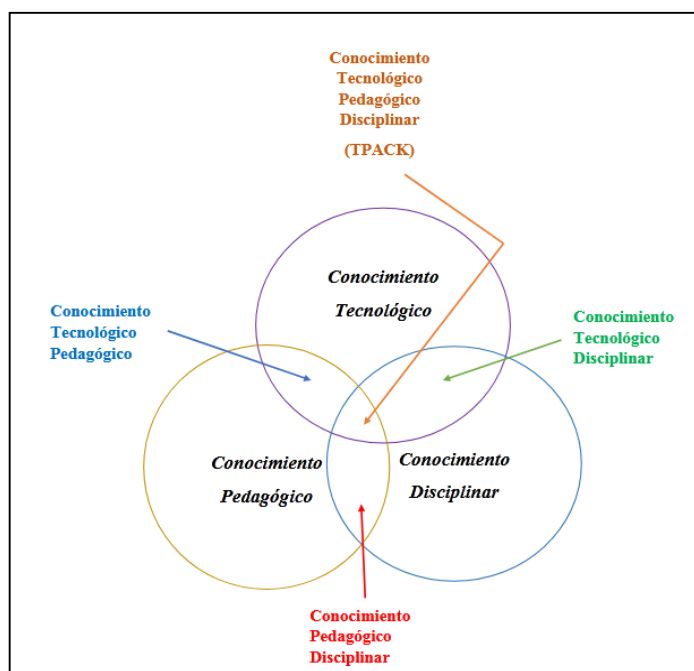 Conocimiento
Tecnológico
Pedagógico
Disciplinar
(TPACK)
Conocimiento
Tecnológico
Conocimiento
Tecnológico
Pedagógico
Conocimiento
Tecnológico
Disciplinar
Conocimiento
Pedagógico
Conocimiento
Disciplinar
Conocimiento
Pedagógico
Disciplinar